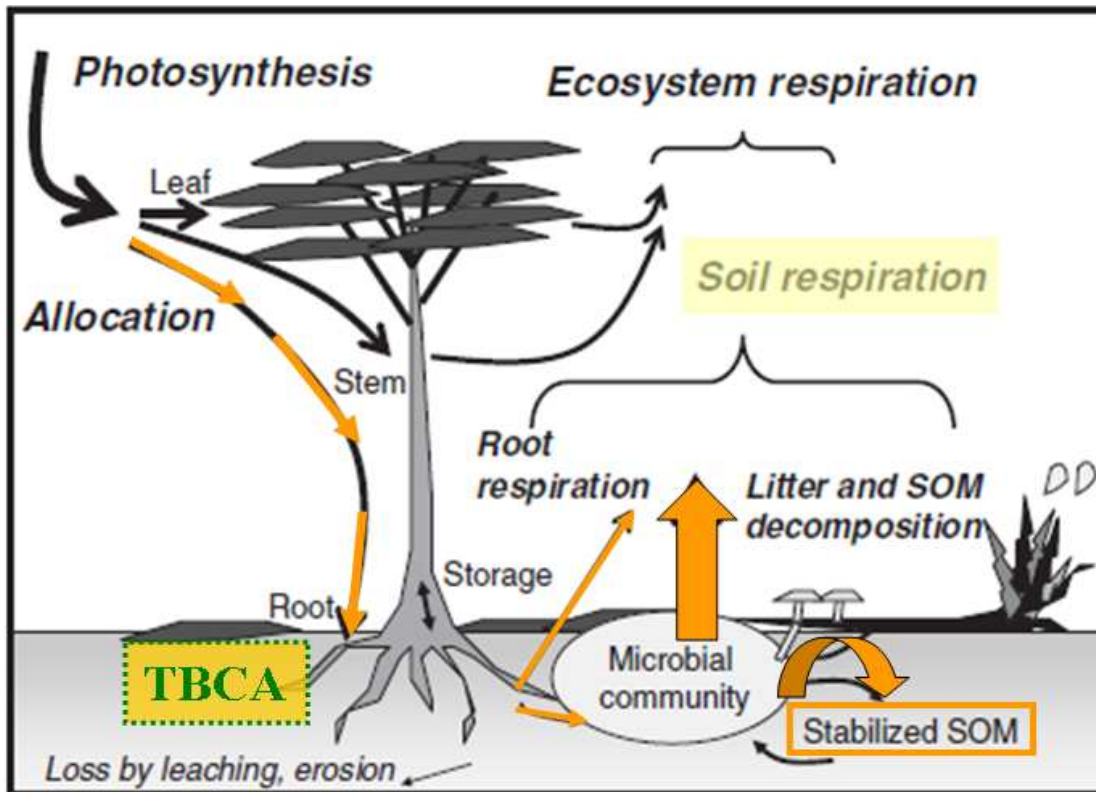 Photosynthesis
Ecosystem respiration
Leaf
Soil respiration
Allocation
Stem
Root
respiration
Litter and SOM
decomposition
Storage
Root
TBCA
Microbial
community
Stabilized SOM
Loss by leaching, erosion